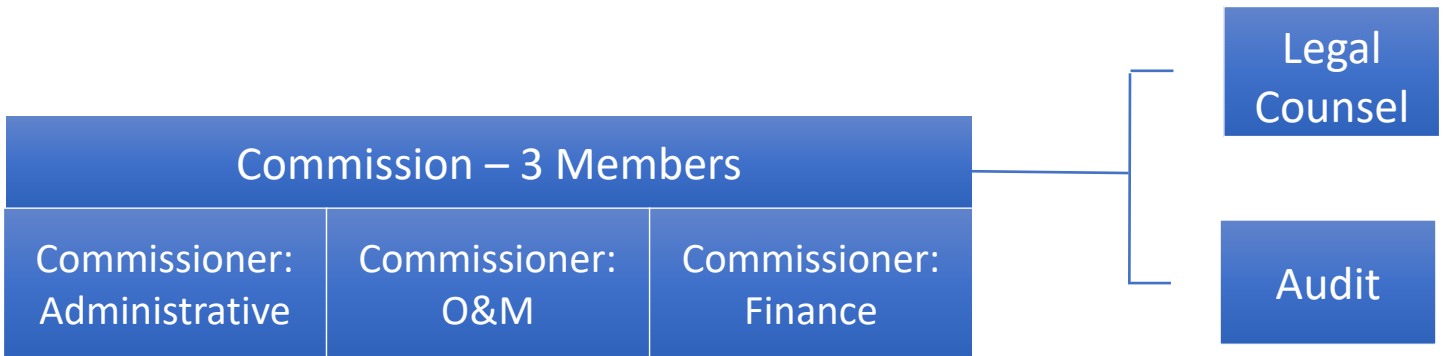 Legal
Counsel
Commission – 3 Members
Commissioner:
Administrative
Commissioner:
O&M
Commissioner:
Finance
Audit